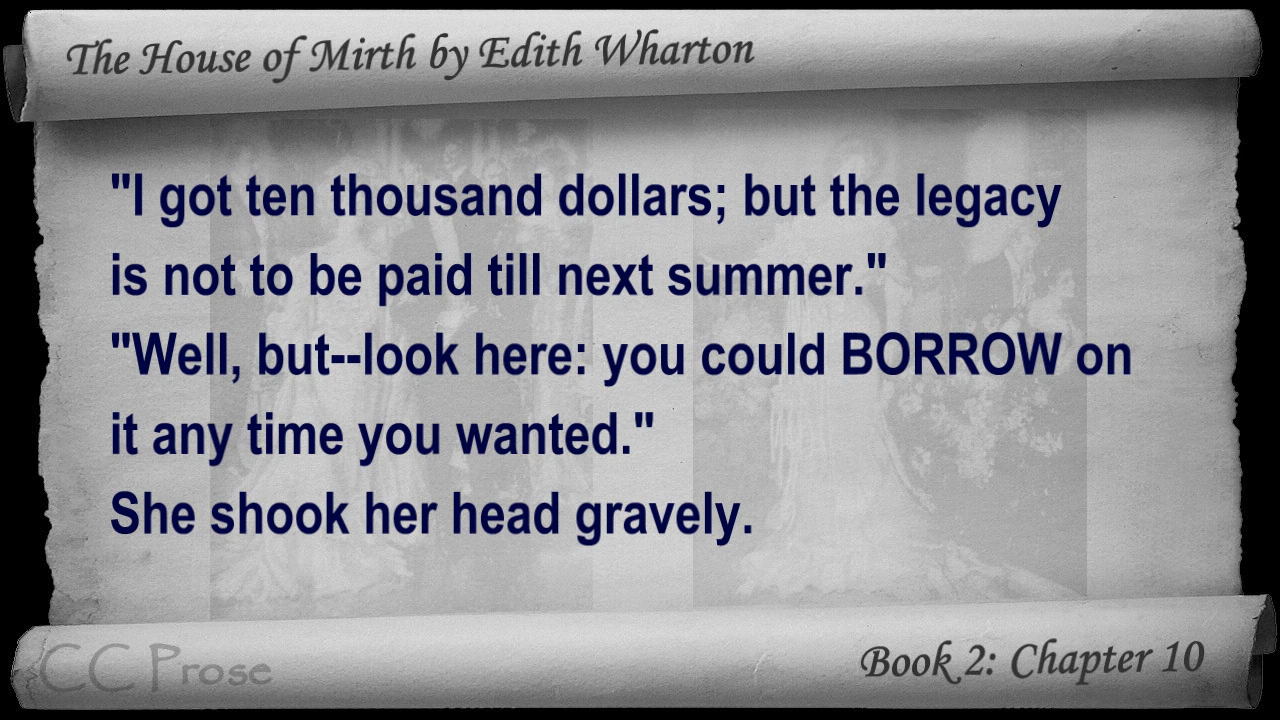 The House of Mirth by Edith Wharton
"I got ten thousand dollars; but the legacy
is not to be paid till next summer."
"Well, but--look here: you could BORROW on
it any time you wanted."
She shook her head gravely.
CC Prose
Book 2: Chapter 10